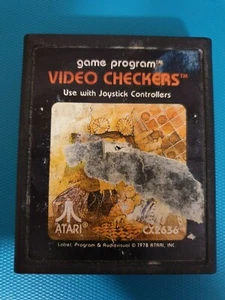 game program™
VIDEO CHECKERS™
Use with Joystick Controllers
ATARI®
CX2636
Label, Program & Audiovisual © 1978 ATARI, INC.